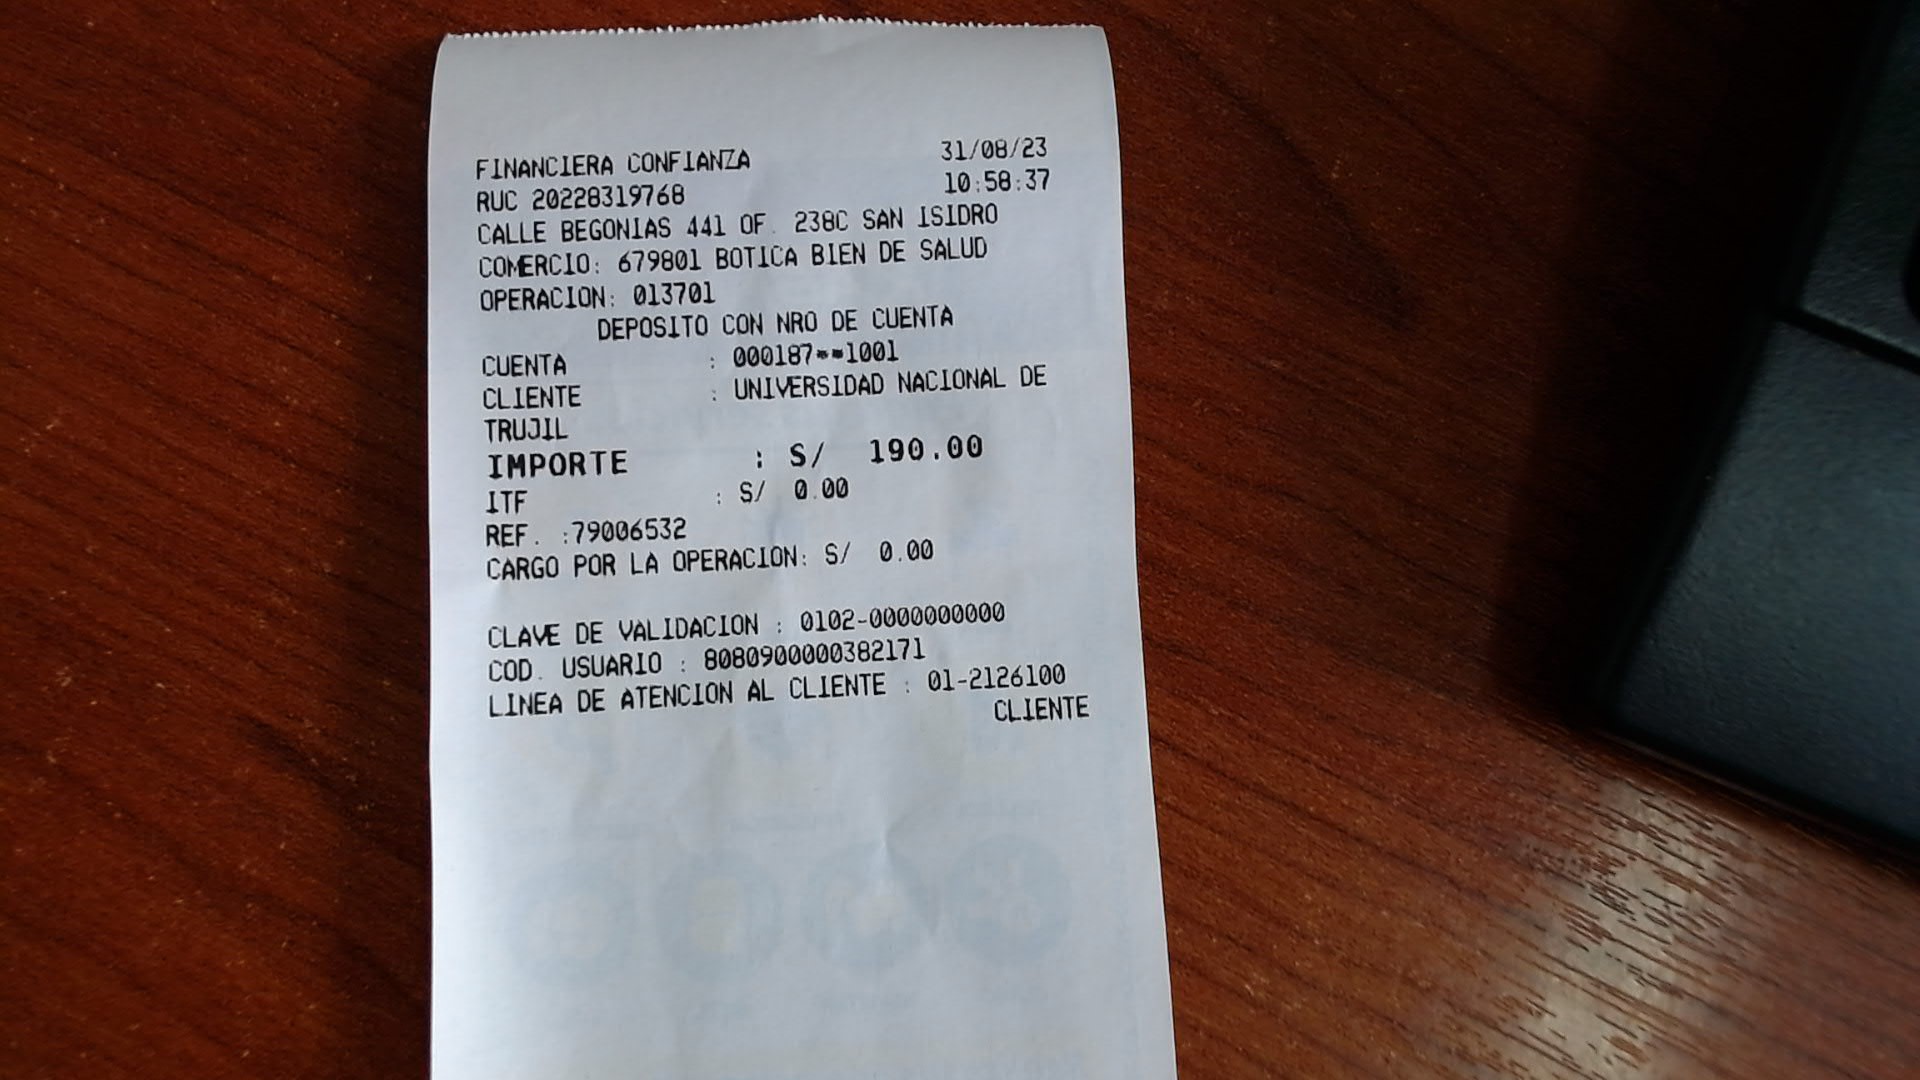 FINANCIERA CONFIANZA 31/08/23
RUC 20228319768 10:58:37
CALLE BEGONIAS 441 OF. 238C SAN ISIDRO
COMERCIO: 679801 BOTICA BIEN DE SALUD
OPERACION: 013701
DEPOSITO CON NRO DE CUENTA
CUENTA : 000187**1001
CLIENTE : UNIVERSIDAD NACIONAL DE
TRUJIL
IMPORTE : S/ 190.00
ITF : S/ 0.00
REF. :79006532
CARGO POR LA OPERACION: S/ 0.00
CLAVE DE VALIDACION : 0102-0000000000
COD. USUARIO : 8080900000382171
LINEA DE ATENCION AL CLIENTE : 01-2126100
CLIENTE